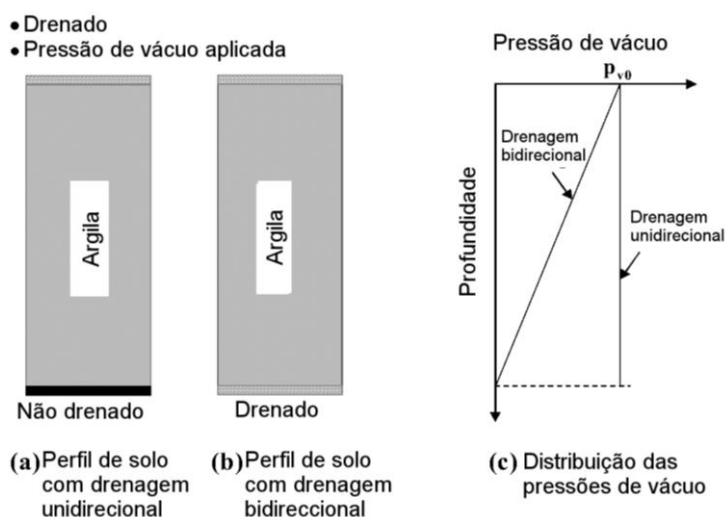 • Drenado
• Pressão de vácuo aplicada
Argila
Não drenado
(a) Perfil de solo
com drenagem
unidirecional
Argila
Drenado
(b) Perfil de solo
com drenagem
bidireccional
Pressão de vácuo
pv0
Profundidade
Drenagem
bidirecional
Drenagem
unidirecional
(c) Distribuição das
pressões de vácuo